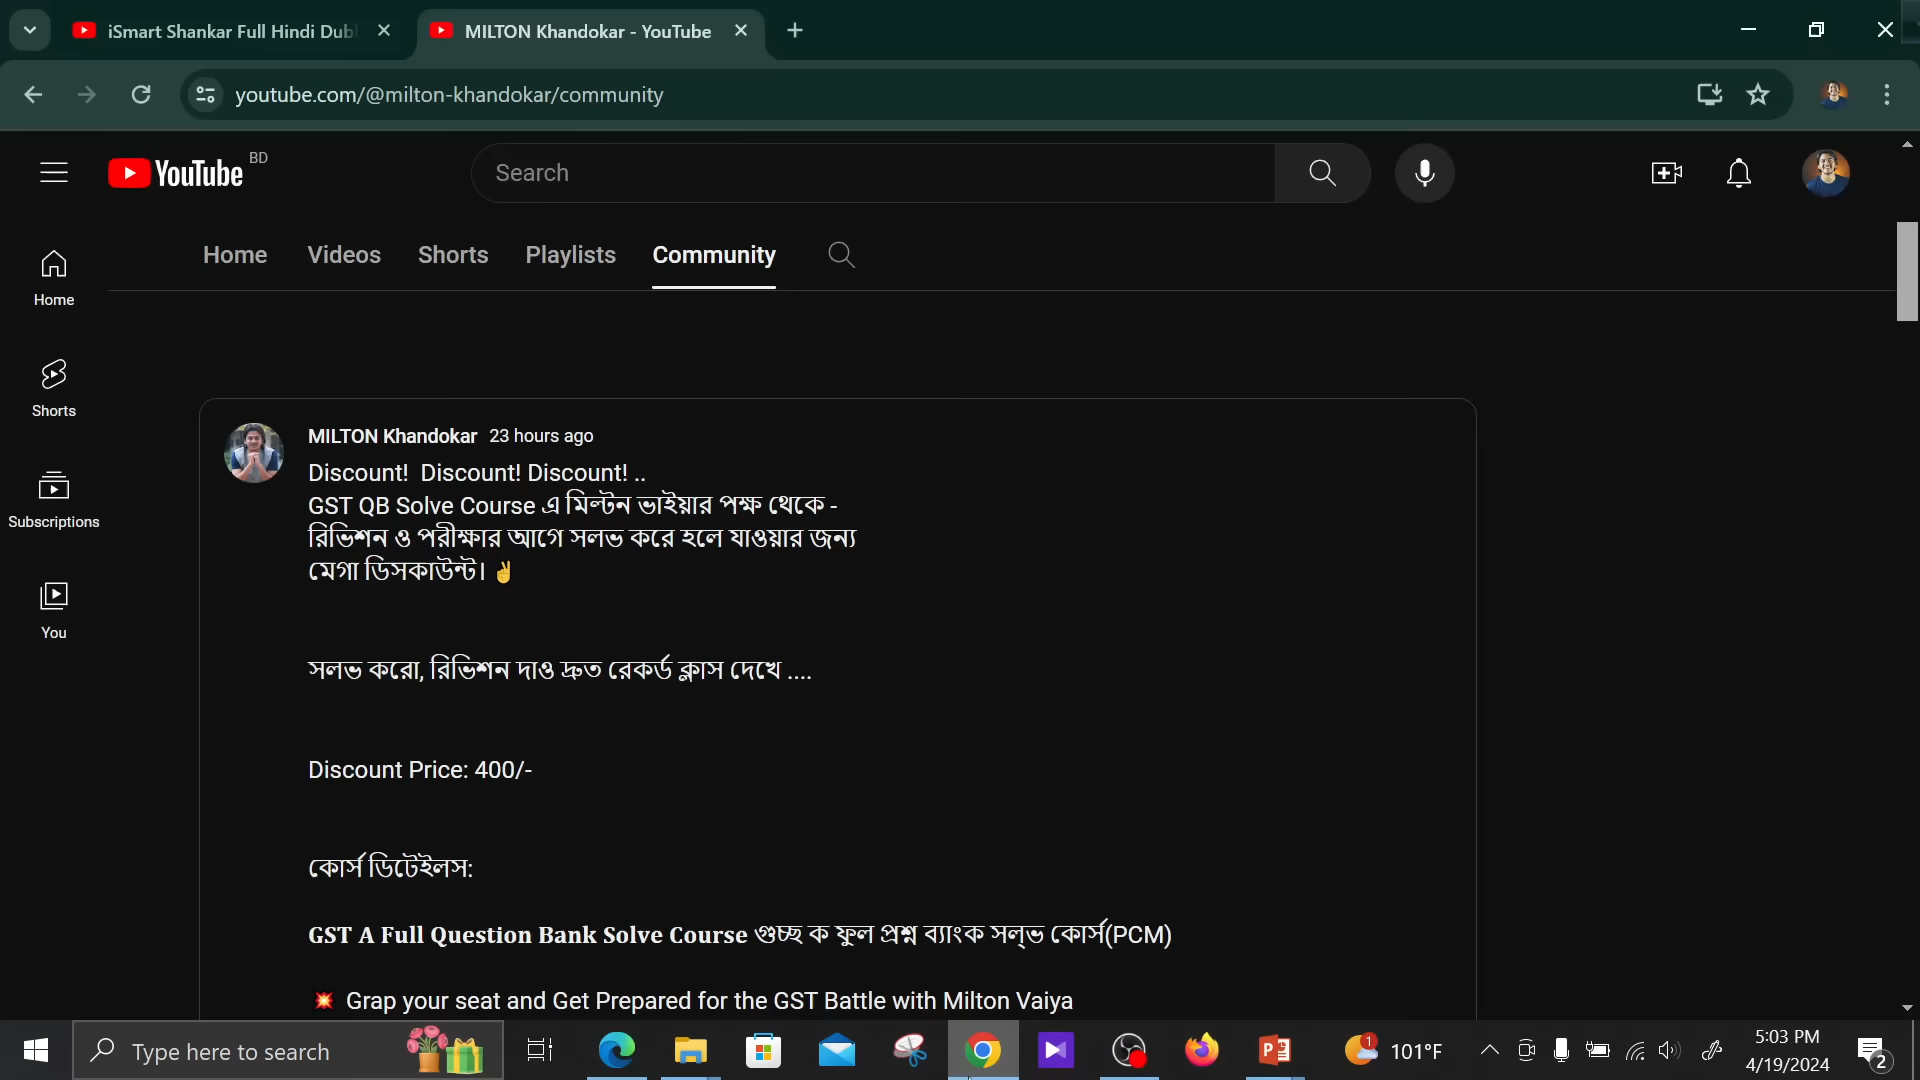 iSmart Shankar Full Hindi Dub
MILTON Khandokar - YouTube
youtube.com/@milton-khandokar/community
YouTube BD
Search
Home
Videos
Shorts
Playlists
Community
Home
Shorts
Subscriptions
You
MILTON Khandokar 23 hours ago
Discount! Discount! Discount! ..
GST QB Solve Course এ মিল্টন ভাইয়ার পক্ষ থেকে -
রিভিশন ও পরীক্ষার আগে সলভ করে হলে যাওয়ার জন্য
মেগা ডিসকাউন্ট। ✌
সলভ করো, রিভিশন দাও দ্রুত রেকর্ড ক্লাস দেখে ....
Discount Price: 400/-
কোর্স ডিটেইলস:
GST A Full Question Bank Solve Course গুচ্ছ ক ফুল প্রশ্ন ব্যাংক সল্ভ কোর্স(PCM)
💥 Grap your seat and Get Prepared for the GST Battle with Milton Vaiya
Type here to search
1
101°F
5:03 PM
4/19/2024
2